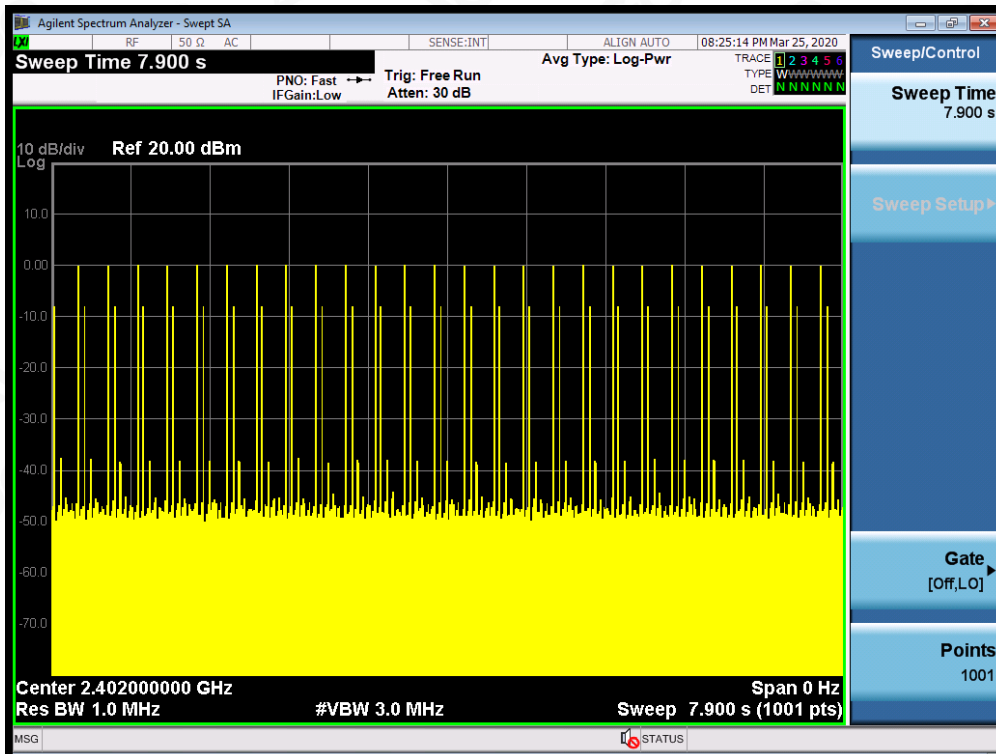 Agilent Spectrum Analyzer - Swept SA
LXI RF 50 Ω AC SENSE:INT ALIGN AUTO 08:25:14 PM Mar 25, 2020
Sweep Time 7.900 s
Avg Type: Log-Pwr
TRACE 1 2 3 4 5 6
TYPE WWWWWW
DET N N N N N N
PNO: Fast Trig: Free Run
IFGain:Low Atten: 30 dB
10 dB/div Ref 20.00 dBm
Log
10.0
0.00
-10.0
-20.0
-30.0
-40.0
-50.0
-60.0
-70.0
Center 2.402000000 GHz Span 0 Hz
Res BW 1.0 MHz #VBW 3.0 MHz Sweep 7.900 s (1001 pts)
MSG STATUS
Sweep/Control
Sweep Time
7.900 s
Sweep Setup
Gate
[Off,LO]
Points
1001